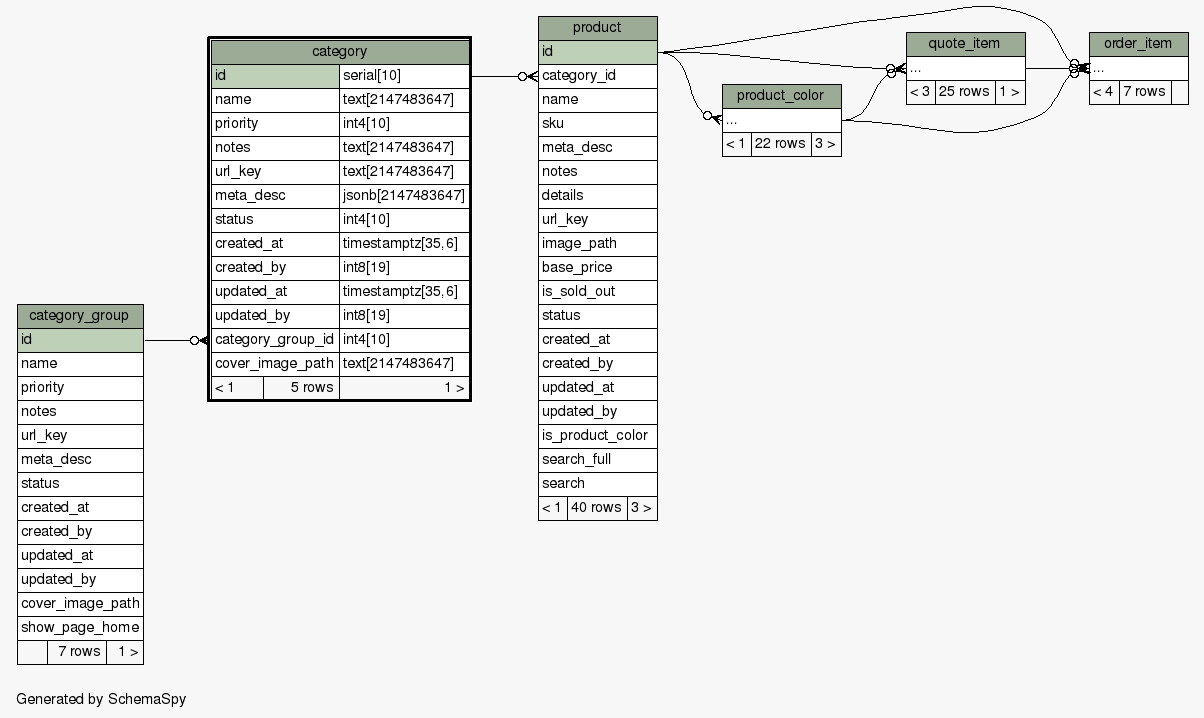 category
id serial[10]
name text[2147483647]
priority int4[10]
notes text[2147483647]
url_key text[2147483647]
meta_desc jsonb[2147483647]
status int4[10]
created_at timestamptz[35,6]
created_by int8[19]
updated_at timestamptz[35,6]
updated_by int8[19]
category_group_id int4[10]
cover_image_path text[2147483647]
< 1 5 rows 1 >
category_group
id
name
priority
notes
url_key
meta_desc
status
created_at
created_by
updated_at
updated_by
cover_image_path
show_page_home
7 rows 1 >
product
id
category_id
name
sku
meta_desc
notes
details
url_key
image_path
base_price
is_sold_out
status
created_at
created_by
updated_at
updated_by
is_product_color
search_full
search
< 1 40 rows 3 >
product_color
...
< 1 22 rows 3 >
quote_item
...
< 3 25 rows 1 >
order_item
...
< 4 7 rows
Generated by SchemaSpy